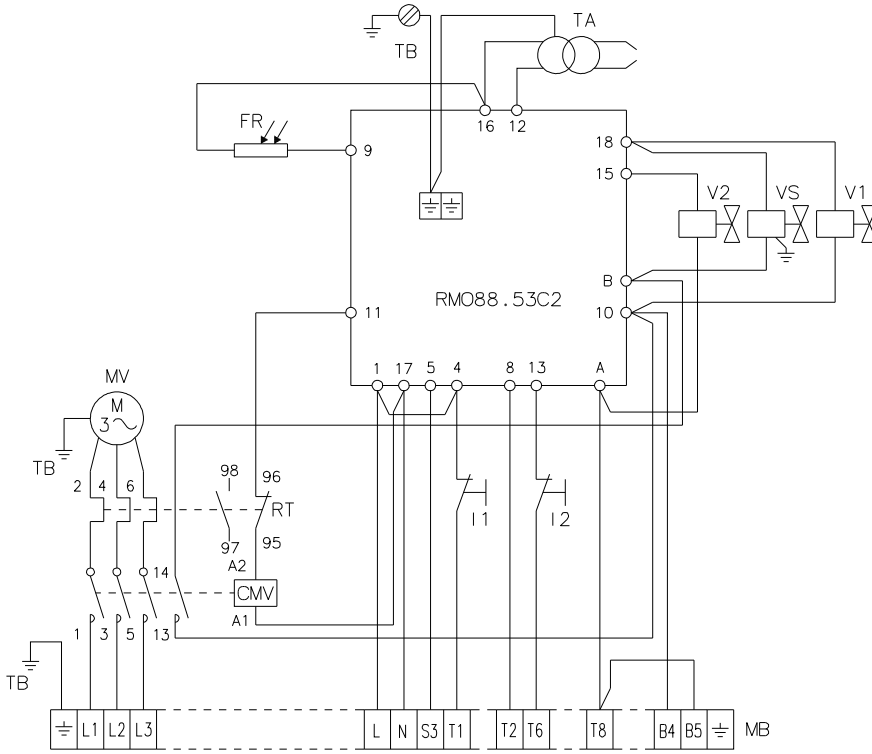 TA
TB
16 12
FR
9
18
15
V2 VS V1
B
RMO88.53C2
11
10
1 17 5 4 8 13 A
MV
M
3
TB
98 96
2 4 6
RT
I1 I2
97 95
A2
14
CMV
A1
1 3 5 13
TB
L1 L2 L3 L N S3 T1 T2 T6 T8 B4 B5 MB